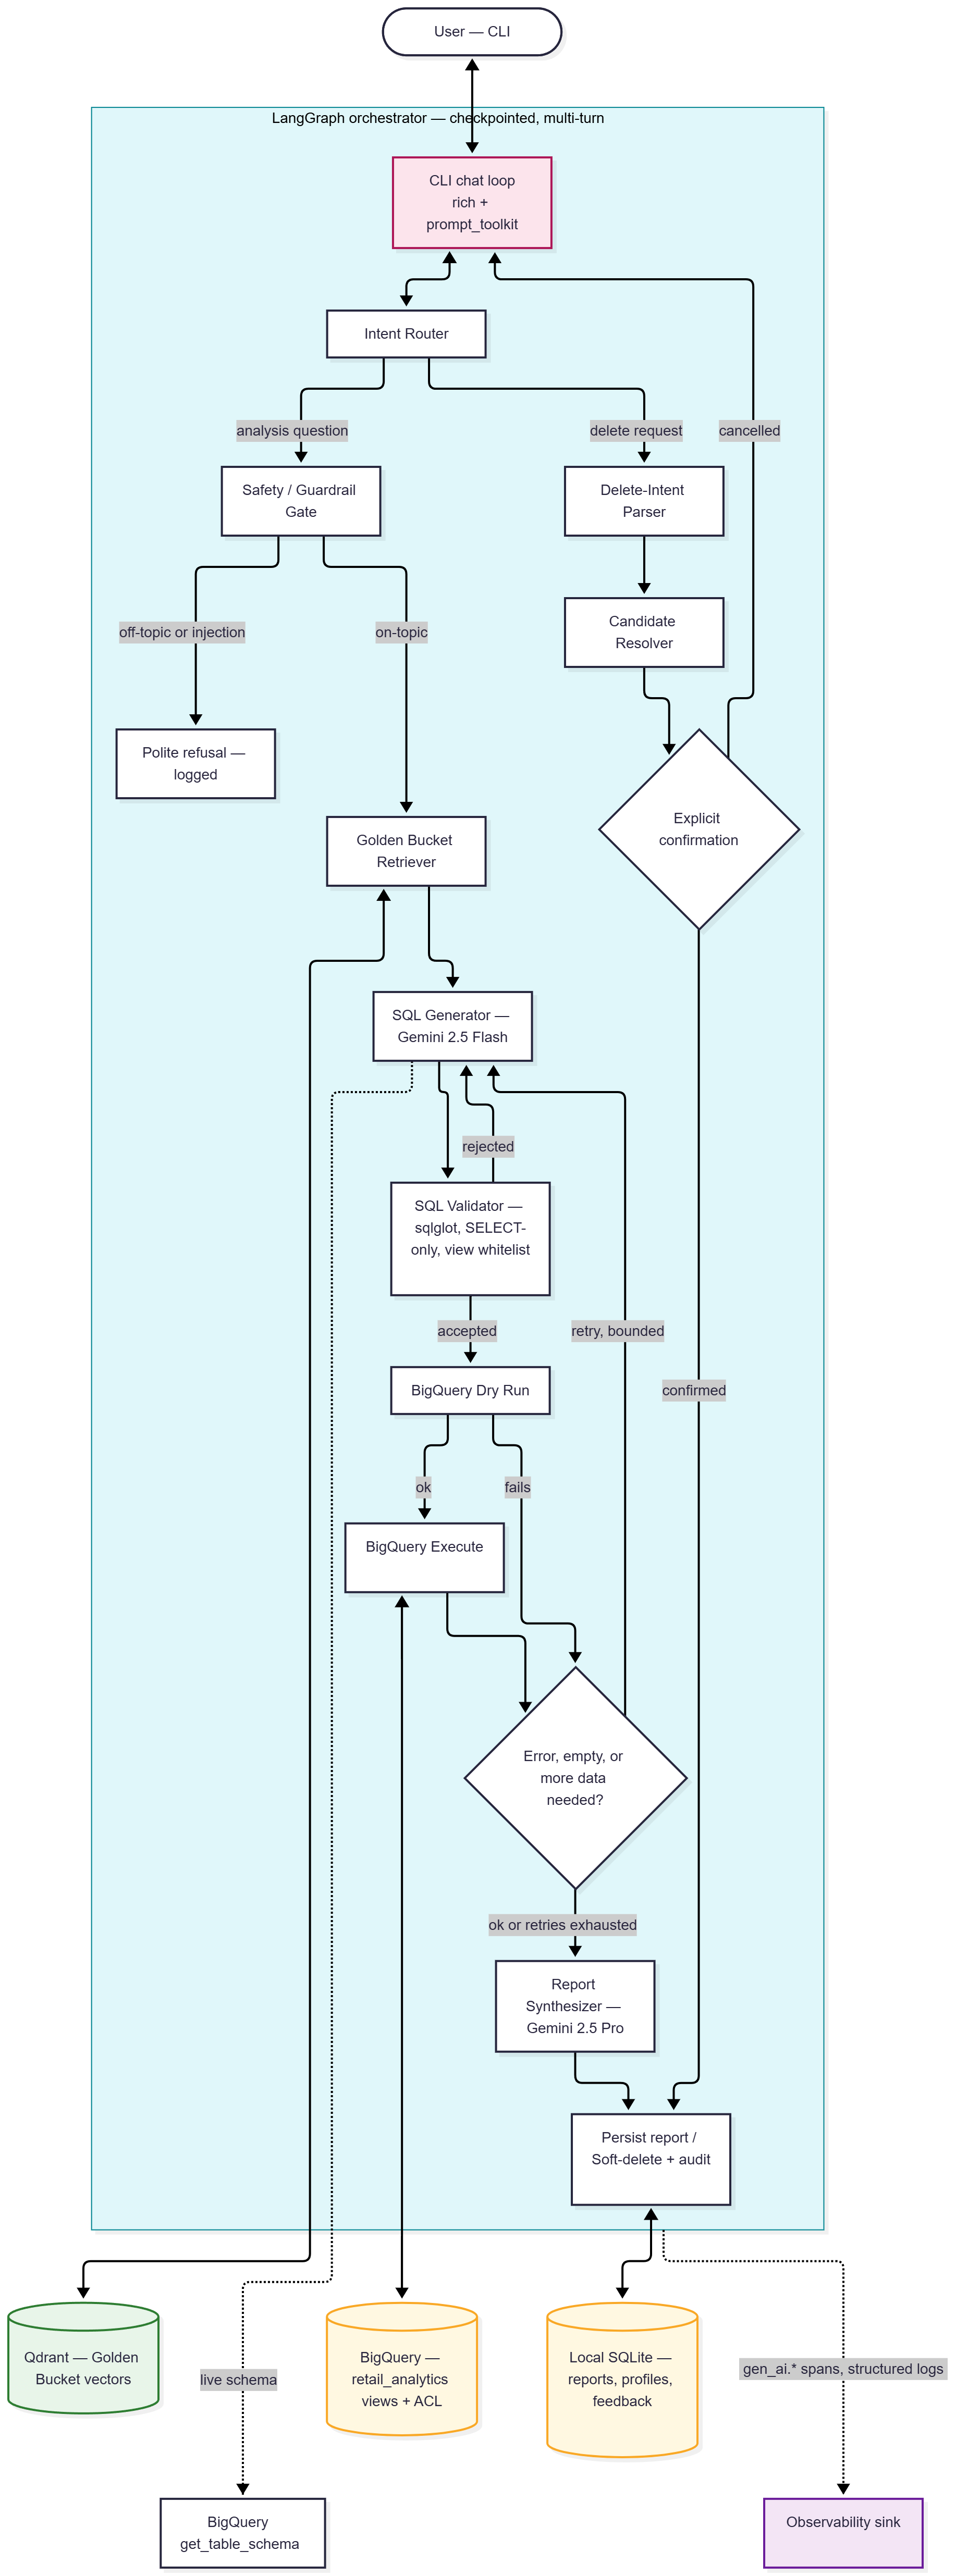 User — CLI
LangGraph orchestrator — checkpointed, multi-turn
CLI chat loop
rich +
prompt_toolkit
Intent Router
analysis question
delete request
cancelled
Safety / Guardrail
Gate
Delete-Intent
Parser
off-topic or injection
on-topic
Candidate
Resolver
Polite refusal —
logged
Explicit
confirmation
Golden Bucket
Retriever
SQL Generator —
Gemini 2.5 Flash
rejected
SQL Validator —
sqlglot, SELECT-
only, view whitelist
accepted
retry, bounded
confirmed
BigQuery Dry Run
ok
fails
BigQuery Execute
Error, empty, or
more data
needed?
ok or retries exhausted
Report
Synthesizer —
Gemini 2.5 Pro
Persist report /
Soft-delete + audit
Qdrant — Golden
Bucket vectors
live schema
BigQuery —
retail_analytics
views + ACL
Local SQLite —
reports, profiles,
feedback
gen_ai.* spans, structured logs
BigQuery
get_table_schema
Observability sink